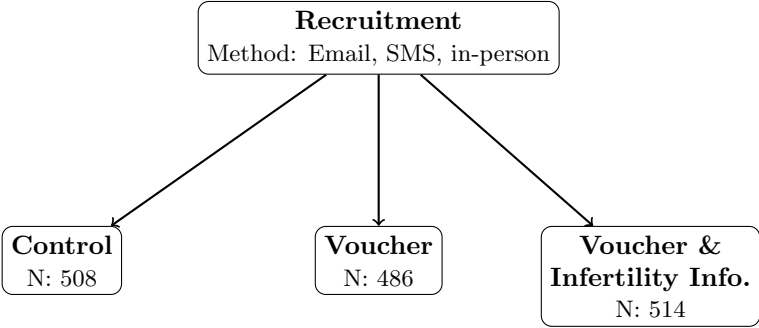 Recruitment
Method: Email, SMS, in-person
Control
N: 508
Voucher
N: 486
Voucher &
Infertility Info.
N: 514